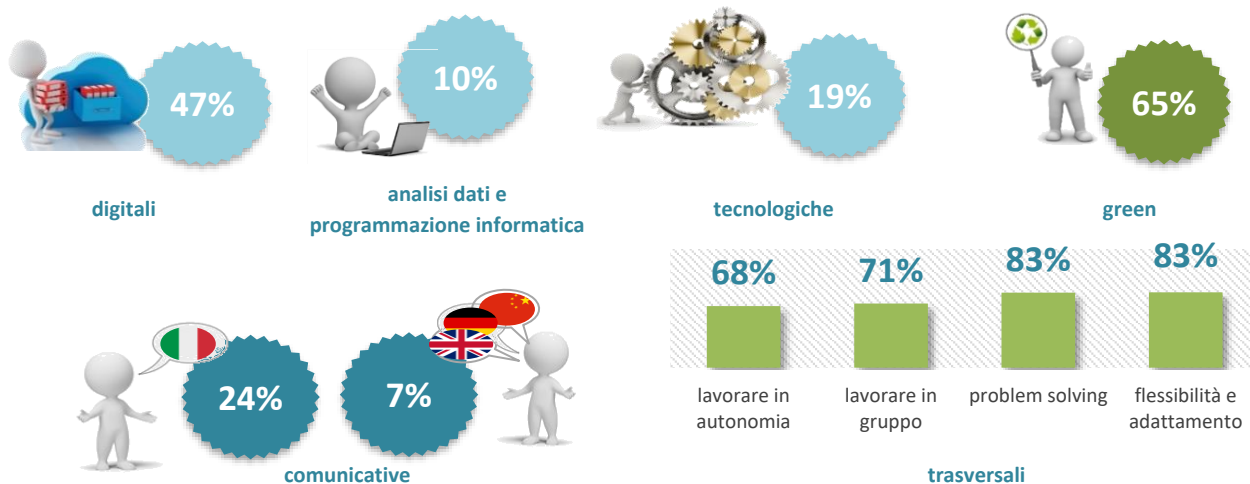 47%
10%
19%
65%
digitali
analisi dati e
programmazione informatica
tecnologiche
green
24%
7%
comunicative
68%
71%
83%
83%
lavorare in
autonomia
lavorare in
gruppo
problem solving
flessibilità e
adattamento
trasversali